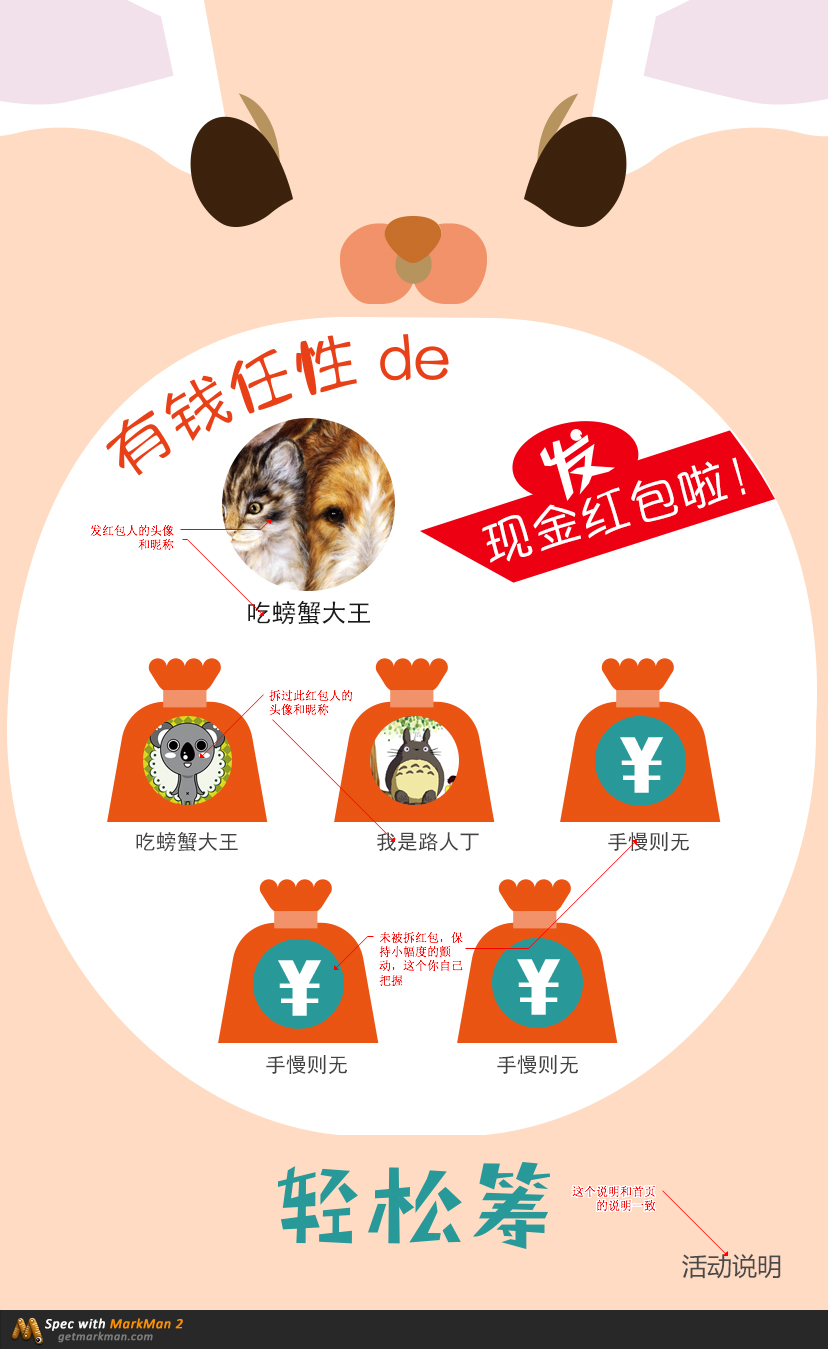 有钱任性 de
发
现金红包啦!
发红包人的头像
和昵称
吃螃蟹大王
拆过此红包人的
头像和昵称
¥
吃螃蟹大王
我是路人丁
手慢则无
未被拆红包,保
持小幅度的颤
动,这个你自己
把握
¥
¥
手慢则无
手慢则无
轻松筹
这个说明和首页
的说明一致
活动说明
Spec with MarkMan 2
getmarkman.com